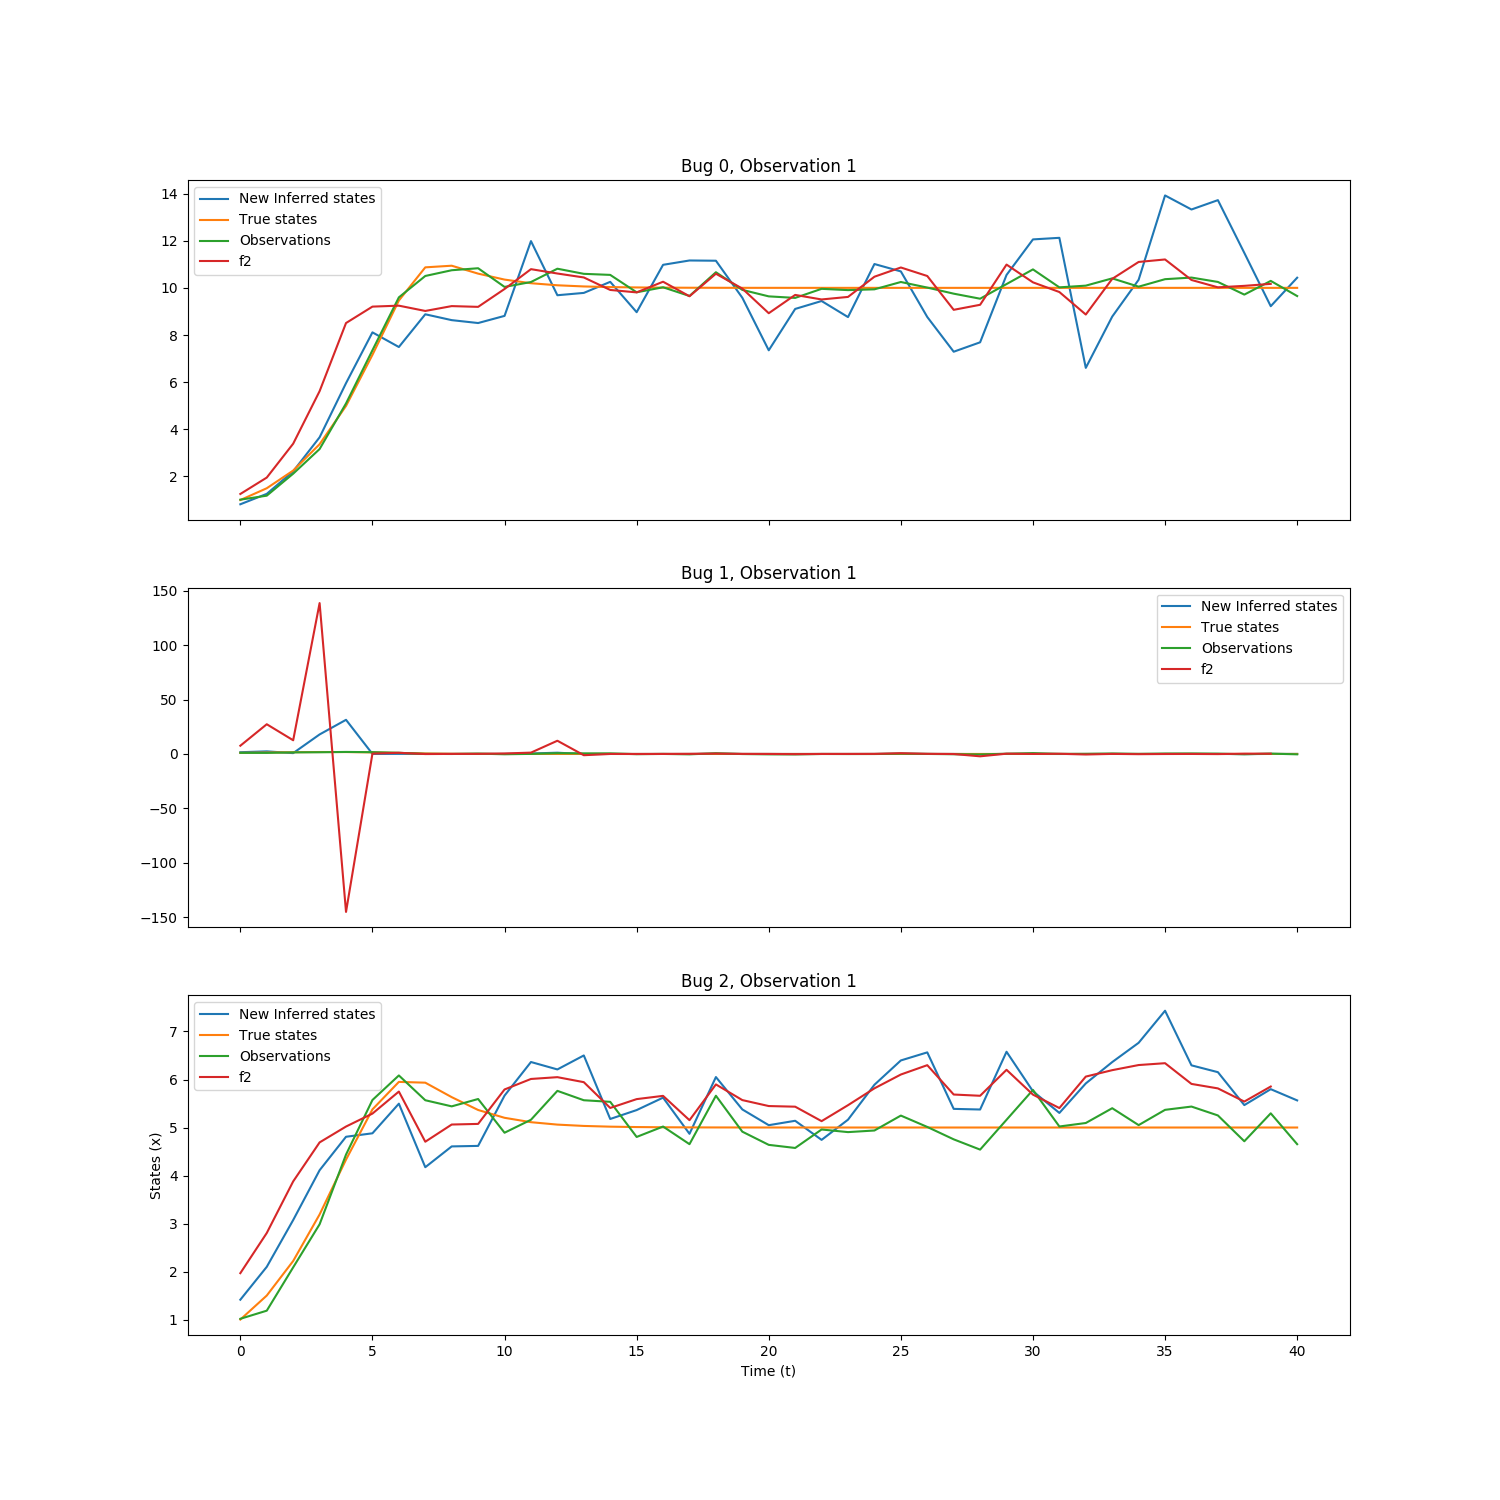 Bug 0, Observation 1
14
12
10
8
6
4
2
New Inferred states
True states
Observations
f2
Bug 1, Observation 1
150
100
50
0
−50
−100
−150
New Inferred states
True states
Observations
f2
Bug 2, Observation 1
7
6
5
4
3
2
1
States (x)
New Inferred states
True states
Observations
f2
0 5 10 15 20 25 30 35 40
Time (t)